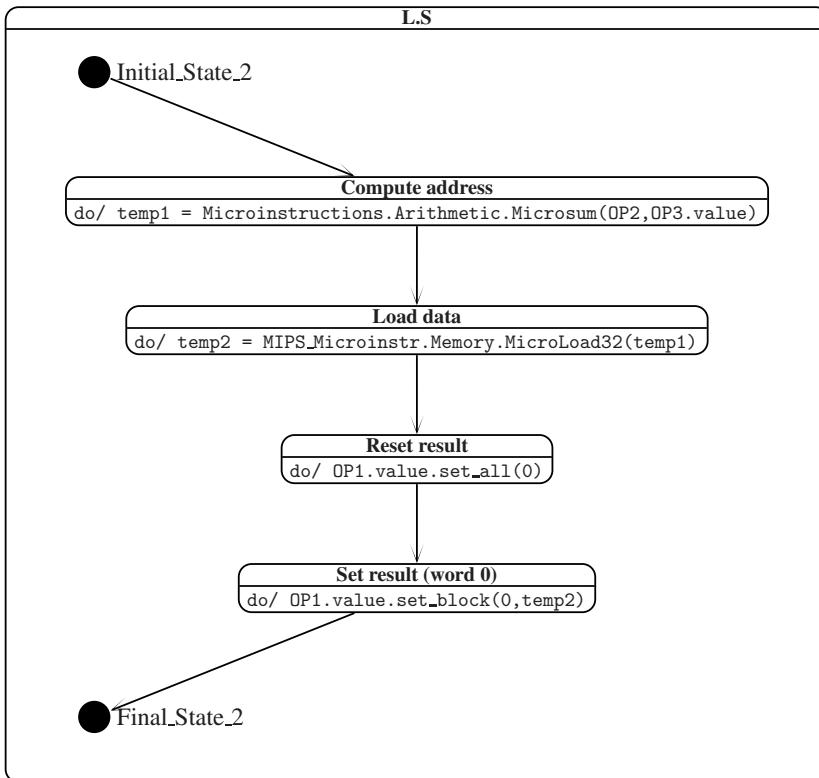 L.S
Initial_State_2
Compute address
do/ temp1 = Microinstructions.Arithmetic.Microsum(OP2,OP3.value)
Load data
do/ temp2 = MIPS_Microinstr.Memory.MicroLoad32(temp1)
Reset result
do/ OP1.value.set_all(0)
Set result (word 0)
do/ OP1.value.set_block(0,temp2)
Final_State_2